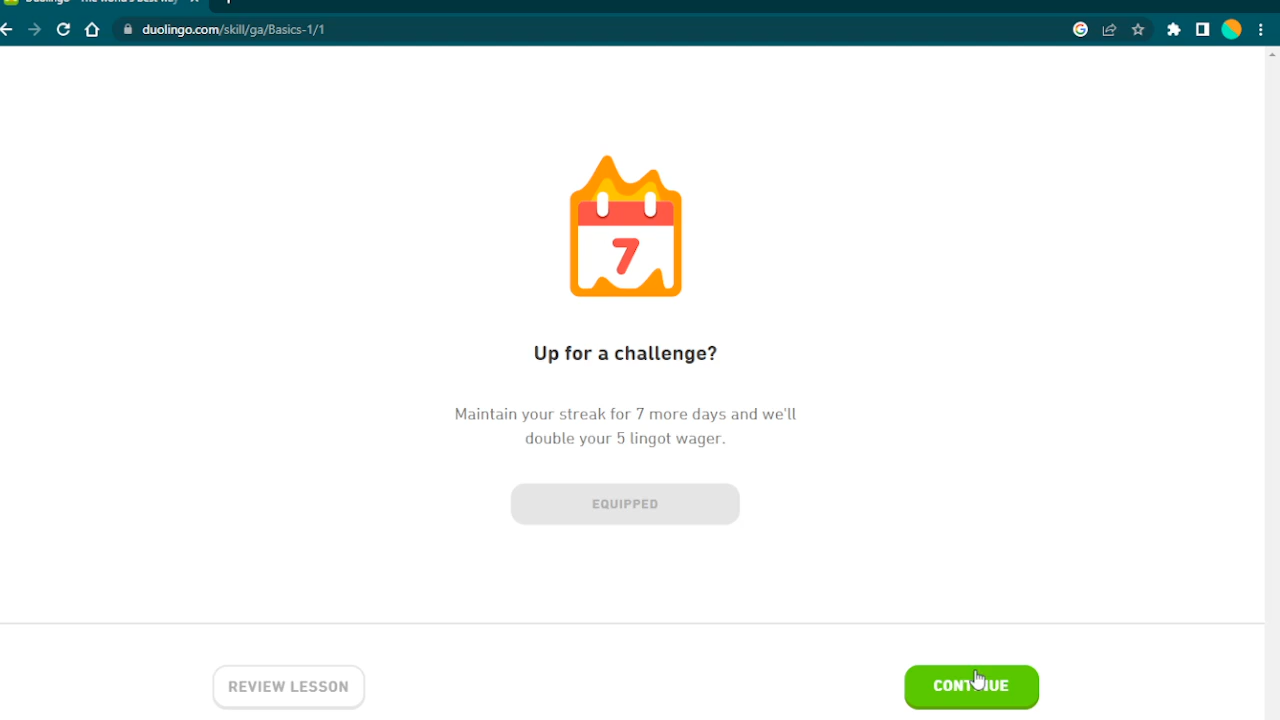 duolingo.com/skill/ga/Basics-1/1
7
Up for a challenge?
Maintain your streak for 7 more days and we'll
double your 5 lingot wager.
EQUIPPED
REVIEW LESSON
CONTINUE